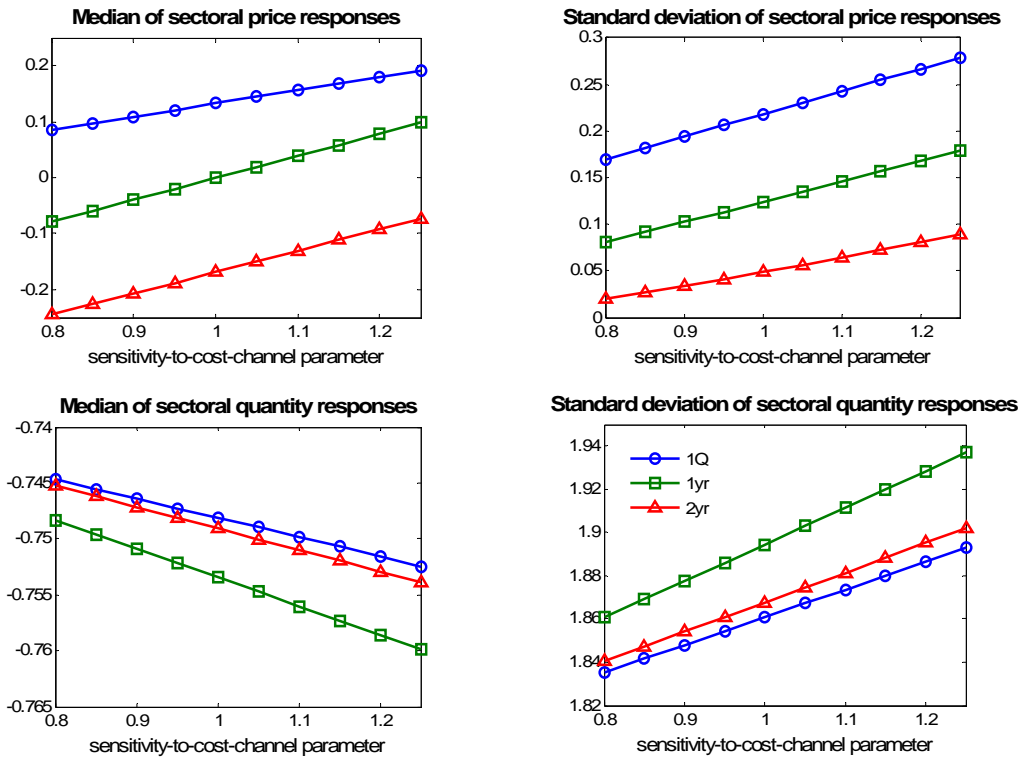 Median of sectoral price responses
0.2
0.1
0
-0.1
-0.2
0.8 0.9 1 1.1 1.2
sensitivity-to-cost-channel parameter
Standard deviation of sectoral price responses
0.3
0.25
0.2
0.15
0.1
0.05
0
0.8 0.9 1 1.1 1.2
sensitivity-to-cost-channel parameter
Median of sectoral quantity responses
-0.74
-0.745
-0.75
-0.755
-0.76
-0.765
0.8 0.9 1 1.1 1.2
sensitivity-to-cost-channel parameter
Standard deviation of sectoral quantity responses
1.94
1.92
1.9
1.88
1.86
1.84
1.82
1Q
1yr
2yr
0.8 0.9 1 1.1 1.2
sensitivity-to-cost-channel parameter